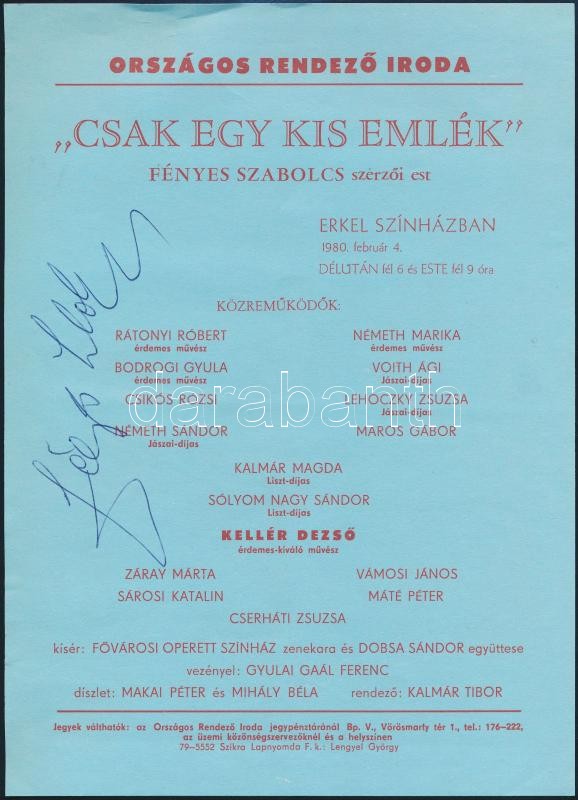 ORSZÁGOS RENDEZŐ IRODA
„CSAK EGY KIS EMLÉK”
FÉNYES SZABOLCS szerzői est
ERKEL SZÍNHÁZBAN
1980. február 4.
DÉLUTÁN fél 6 és ESTE fél 9 óra
KÖZREMŰKÖDŐK:
RÁTONYI RÓBERT NÉMETH MARIKA
érdemes művész érdemes művész
BODROGI GYULA VOITH ÁGI
érdemes művész Jászai-díjas
CSIKÓS RÓZSI LEHOCZKY ZSUZSA
Jászai-díjas
darabanth
NÉMETH SÁNDOR MAROS GÁBOR
Jászai-díjas
KALMÁR MAGDA
Liszt-díjas
SÓLYOM NAGY SÁNDOR
Liszt-díjas
KELLÉR DEZSŐ
érdemes-kiváló művész
ZÁRAY MÁRTA VÁMOSI JÁNOS
SÁROSI KATALIN MÁTÉ PÉTER
CSERHÁTI ZSUZSA
kísér: FŐVÁROSI OPERETT SZÍNHÁZ zenekara és DOBSA SÁNDOR együttese
vezényel: GYULAI GAÁL FERENC
díszlet: MAKAI PÉTER és MIHÁLY BÉLA rendező: KALMÁR TIBOR
Jegyek válthatók: az Országos Rendező Iroda jegypénztáránál Bp. V., Vörösmarty tér 1., tel.: 176–222,
az üzemi közönségszervezőknél és a helyszínen
79–5552 Szikra Lapnyomda F. k.: Lengyel György